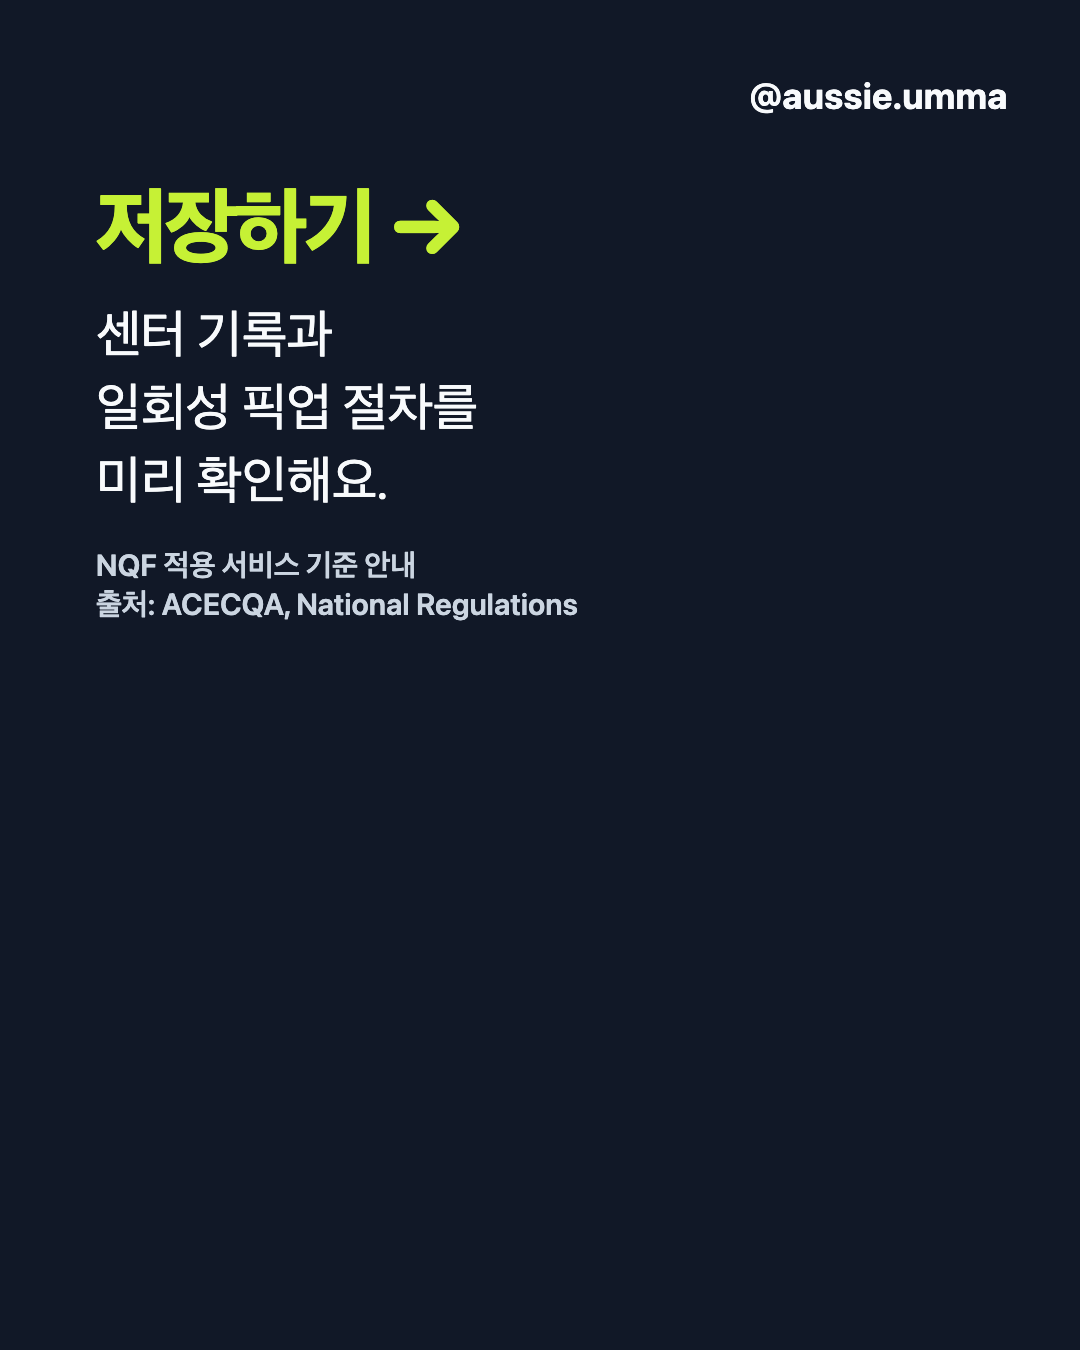 @aussie.umma
저장하기 →
센터 기록과
일회성 픽업 절차를
미리 확인해요.
NQF 적용 서비스 기준 안내
출처: ACECQA, National Regulations